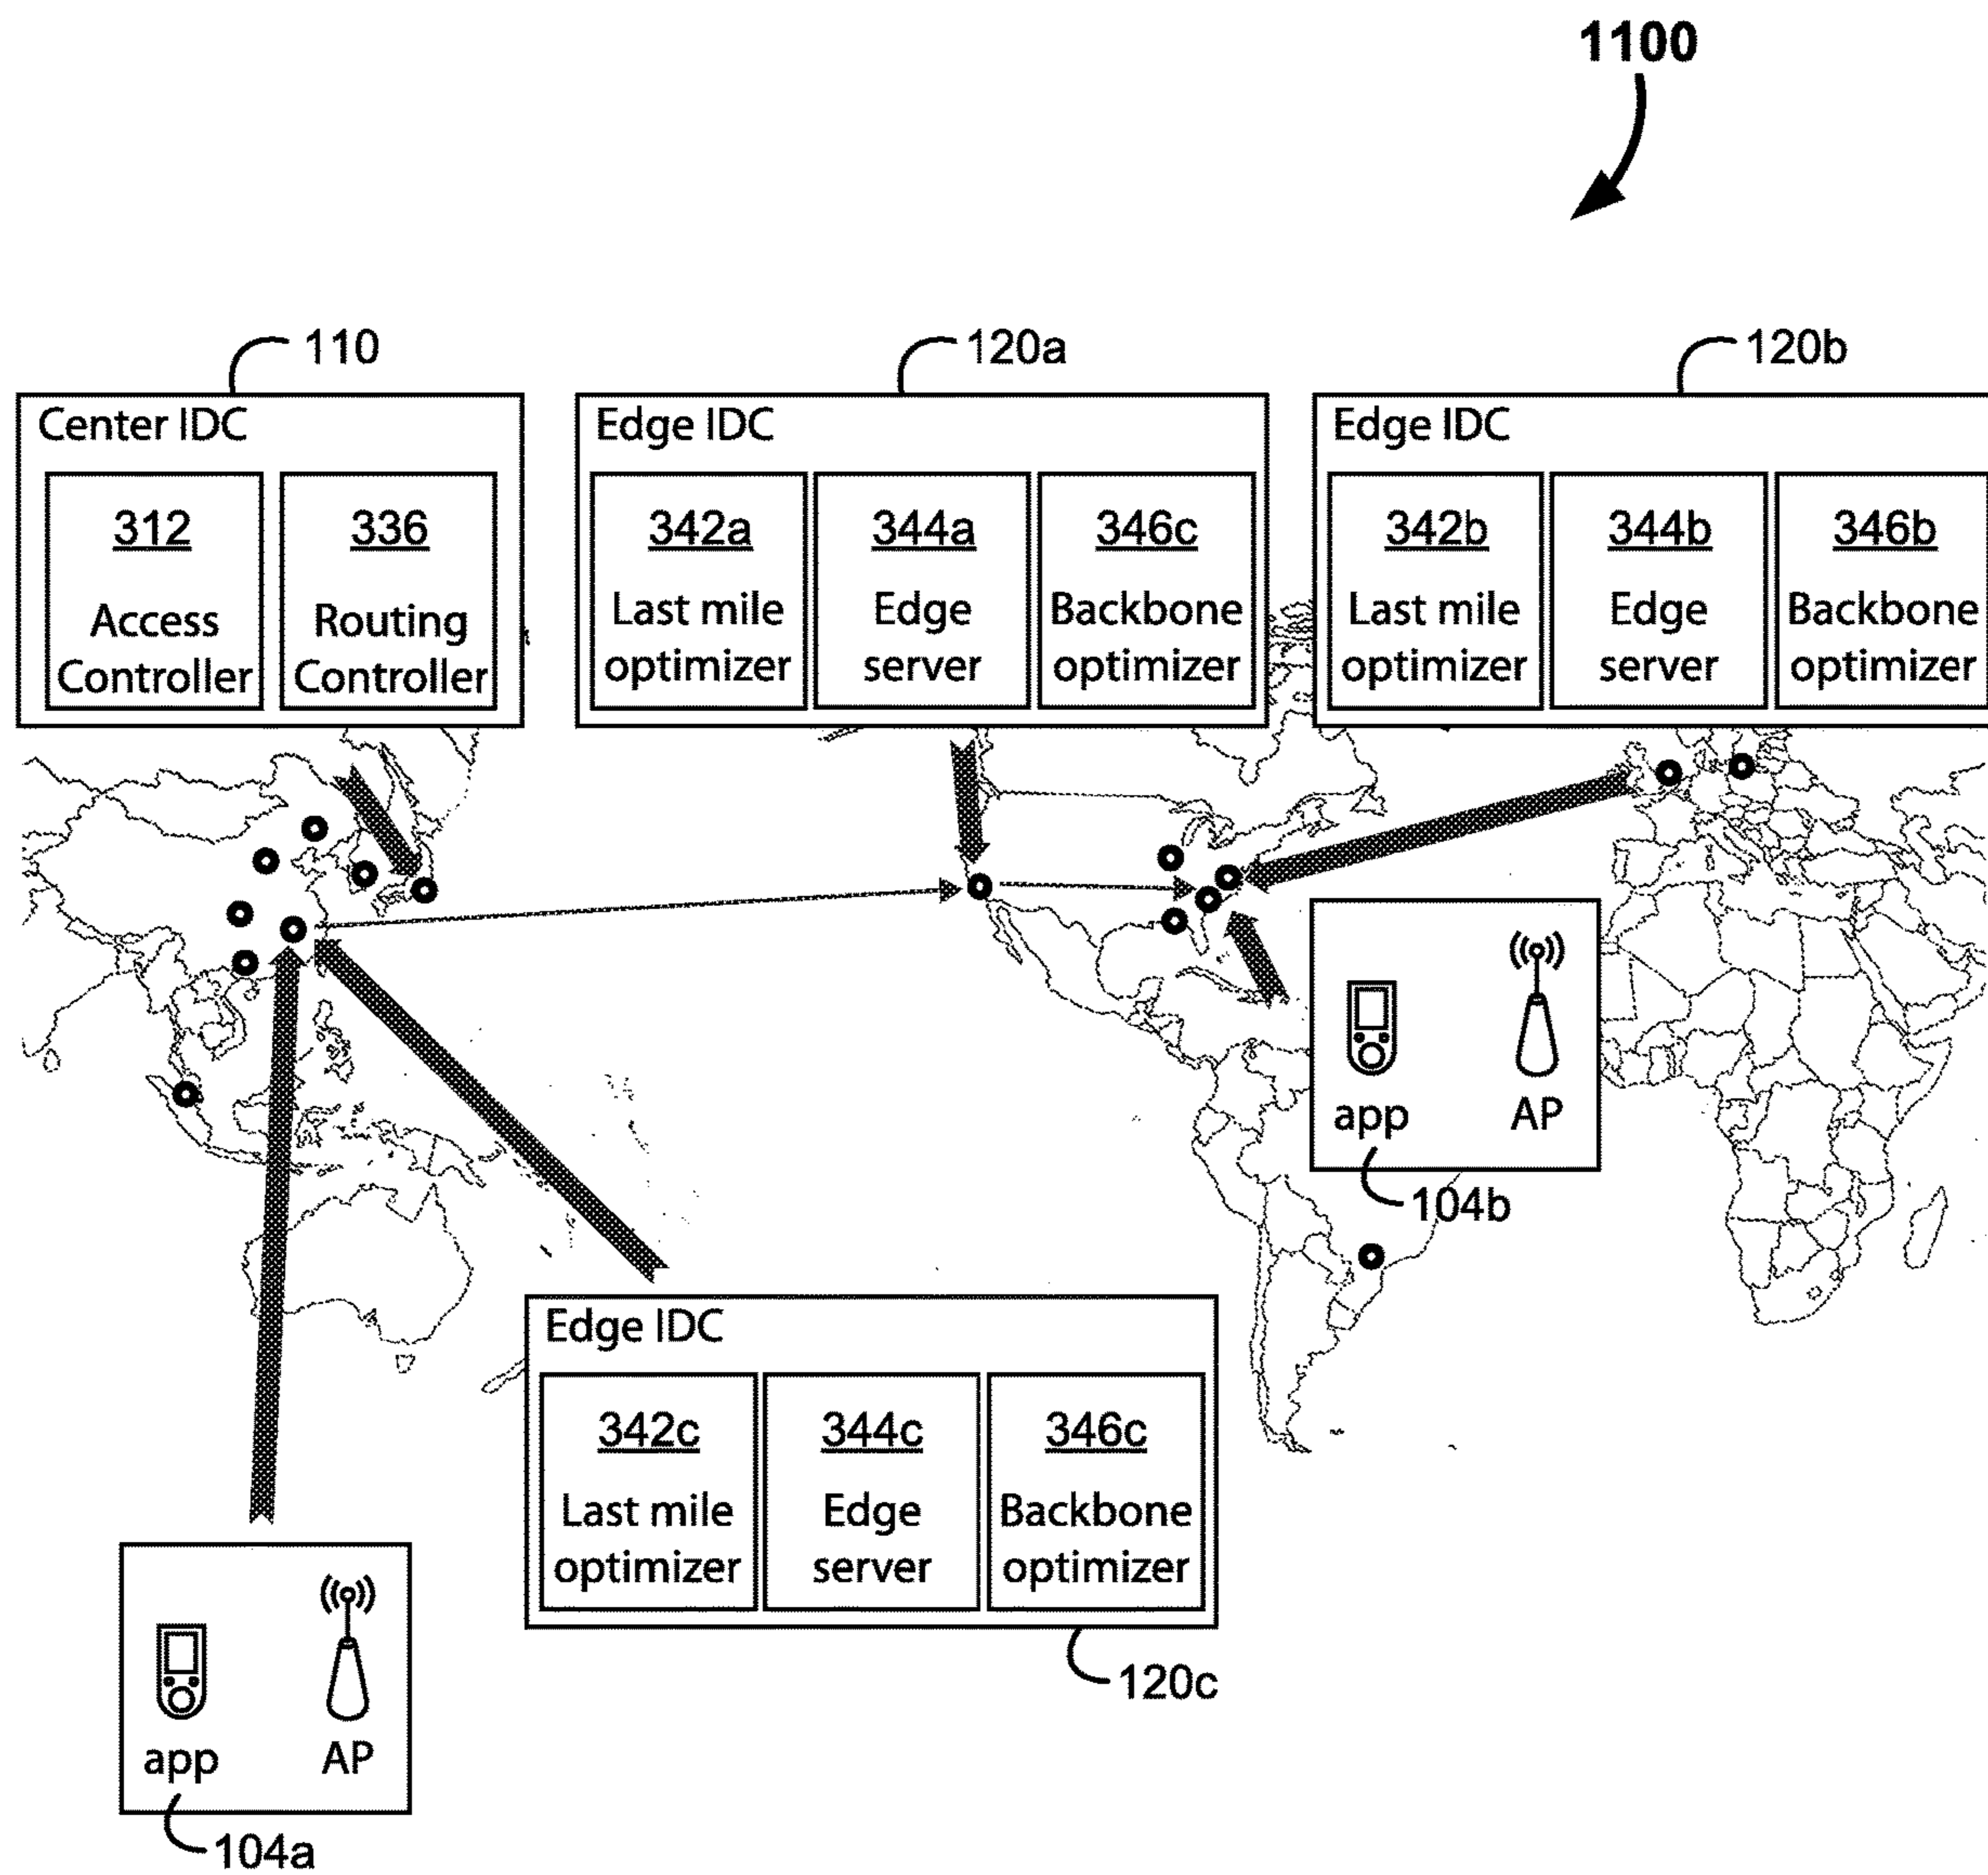 1100
110
120a
120b
Center IDC
312
Access
Controller
336
Routing
Controller
Edge IDC
342a
Last mile
optimizer
344a
Edge
server
346c
Backbone
optimizer
Edge IDC
342b
Last mile
optimizer
344b
Edge
server
346b
Backbone
optimizer
app
AP
104b
Edge IDC
342c
Last mile
optimizer
344c
Edge
server
346c
Backbone
optimizer
120c
app
AP
104a